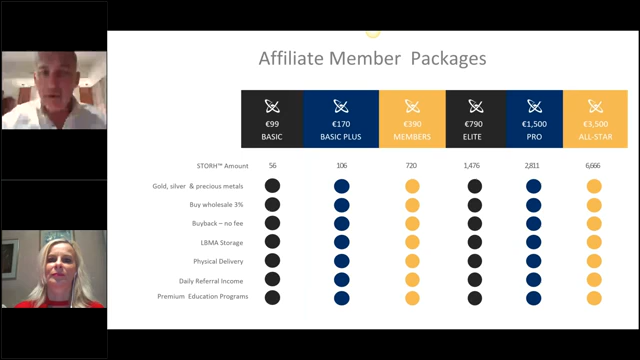 Affiliate Member Packages
€99 €170 €390 €790 €1,500 €3,500
BASIC BASIC PLUS MEMBERS ELITE PRO ALL-STAR
STORH™ Amount 56 106 720 1,476 2,811 6,666
Gold, silver & precious metals
Buy wholesale 3%
Buyback – no fee
LBMA Storage
Physical Delivery
Daily Referral Income
Premium Education Programs